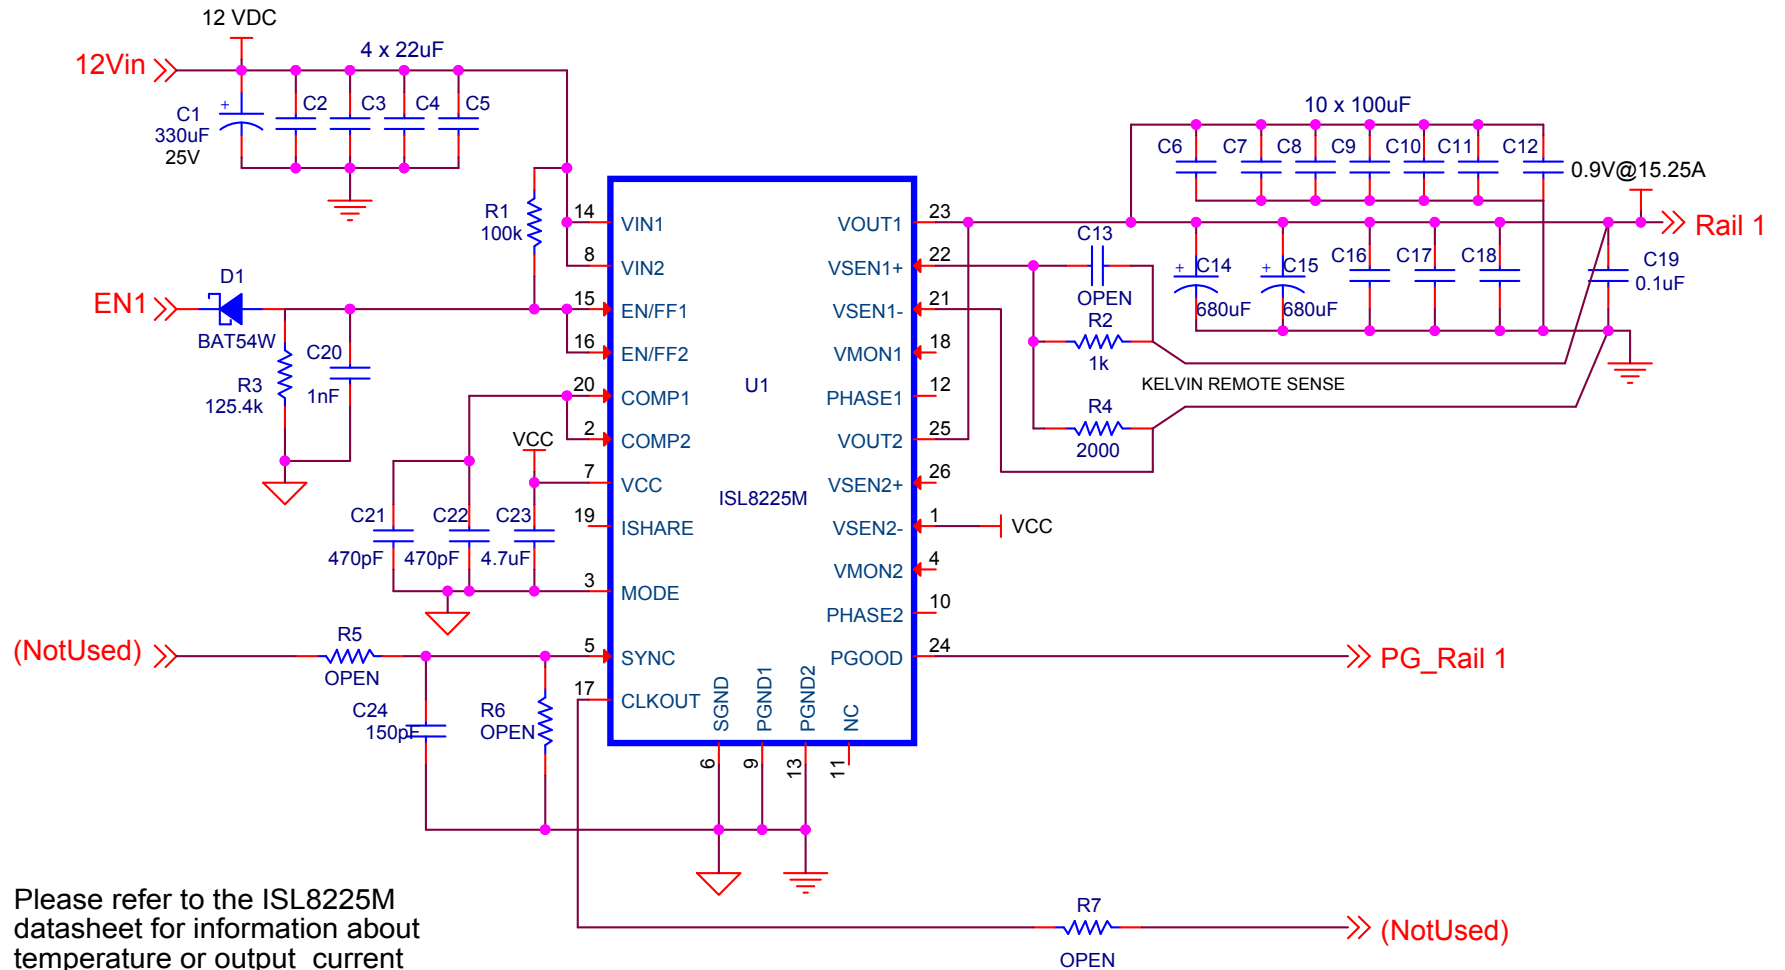 12 VDC
12Vin
4 x 22uF
C1
330uF
25V
C2
C3
C4
C5
10 x 100uF
C6
C7
C8
C9
C10
C11
C12
0.9V@15.25A
Rail 1
R1
100k
14
VIN1
8
VIN2
EN1
D1
BAT54W
15
EN/FF1
16
EN/FF2
R3
125.4k
C20
1nF
20
COMP1
2
COMP2
VCC
7
VCC
19
ISHARE
C21
470pF
C22
470pF
C23
4.7uF
3
MODE
(NotUsed)
R5
OPEN
5
SYNC
17
CLKOUT
C24
150pF
R6
OPEN
U1
ISL8225M
SGND
PGND1
PGND2
NC
6
9
13
11
VOUT1
23
VSEN1+
22
VSEN1-
21
VMON1
18
PHASE1
12
VOUT2
25
VSEN2+
26
VSEN2-
1
VCC
VMON2
4
PHASE2
10
PGOOD
24
PG_Rail 1
C13
OPEN
R2
1k
R4
2000
KELVIN REMOTE SENSE
C14
680uF
C15
680uF
C16
C17
C18
C19
0.1uF
R7
OPEN
(NotUsed)
Please refer to the ISL8225M
datasheet for information about
temperature or output current